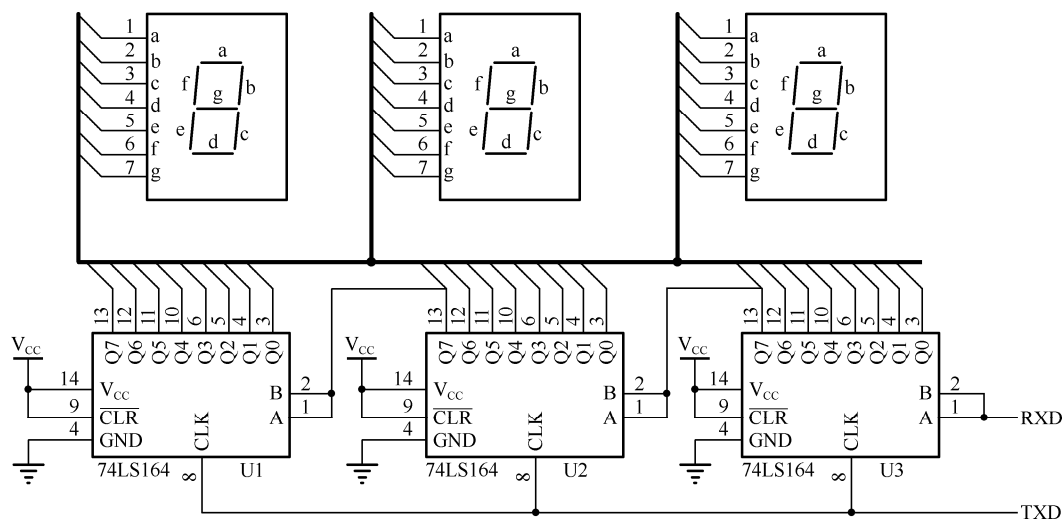 1 a
2 b
3 c
4 d
5 e
6 f
7 g
a
f b
g
e c
d
1 a
2 b
3 c
4 d
5 e
6 f
7 g
a
f b
g
e c
d
1 a
2 b
3 c
4 d
5 e
6 f
7 g
a
f b
g
e c
d
13 12 11 10 6 5 4 3
Q7 Q6 Q5 Q4 Q3 Q2 Q1 Q0
VCC
14 VCC
9 CLR
4 GND
CLK
8
B 2
A 1
74LS164 U1
13 12 11 10 6 5 4 3
Q7 Q6 Q5 Q4 Q3 Q2 Q1 Q0
VCC
14 VCC
9 CLR
4 GND
CLK
8
B 2
A 1
74LS164 U2
13 12 11 10 6 5 4 3
Q7 Q6 Q5 Q4 Q3 Q2 Q1 Q0
VCC
14 VCC
9 CLR
4 GND
CLK
8
B 2
A 1
74LS164 U3
RXD
TXD